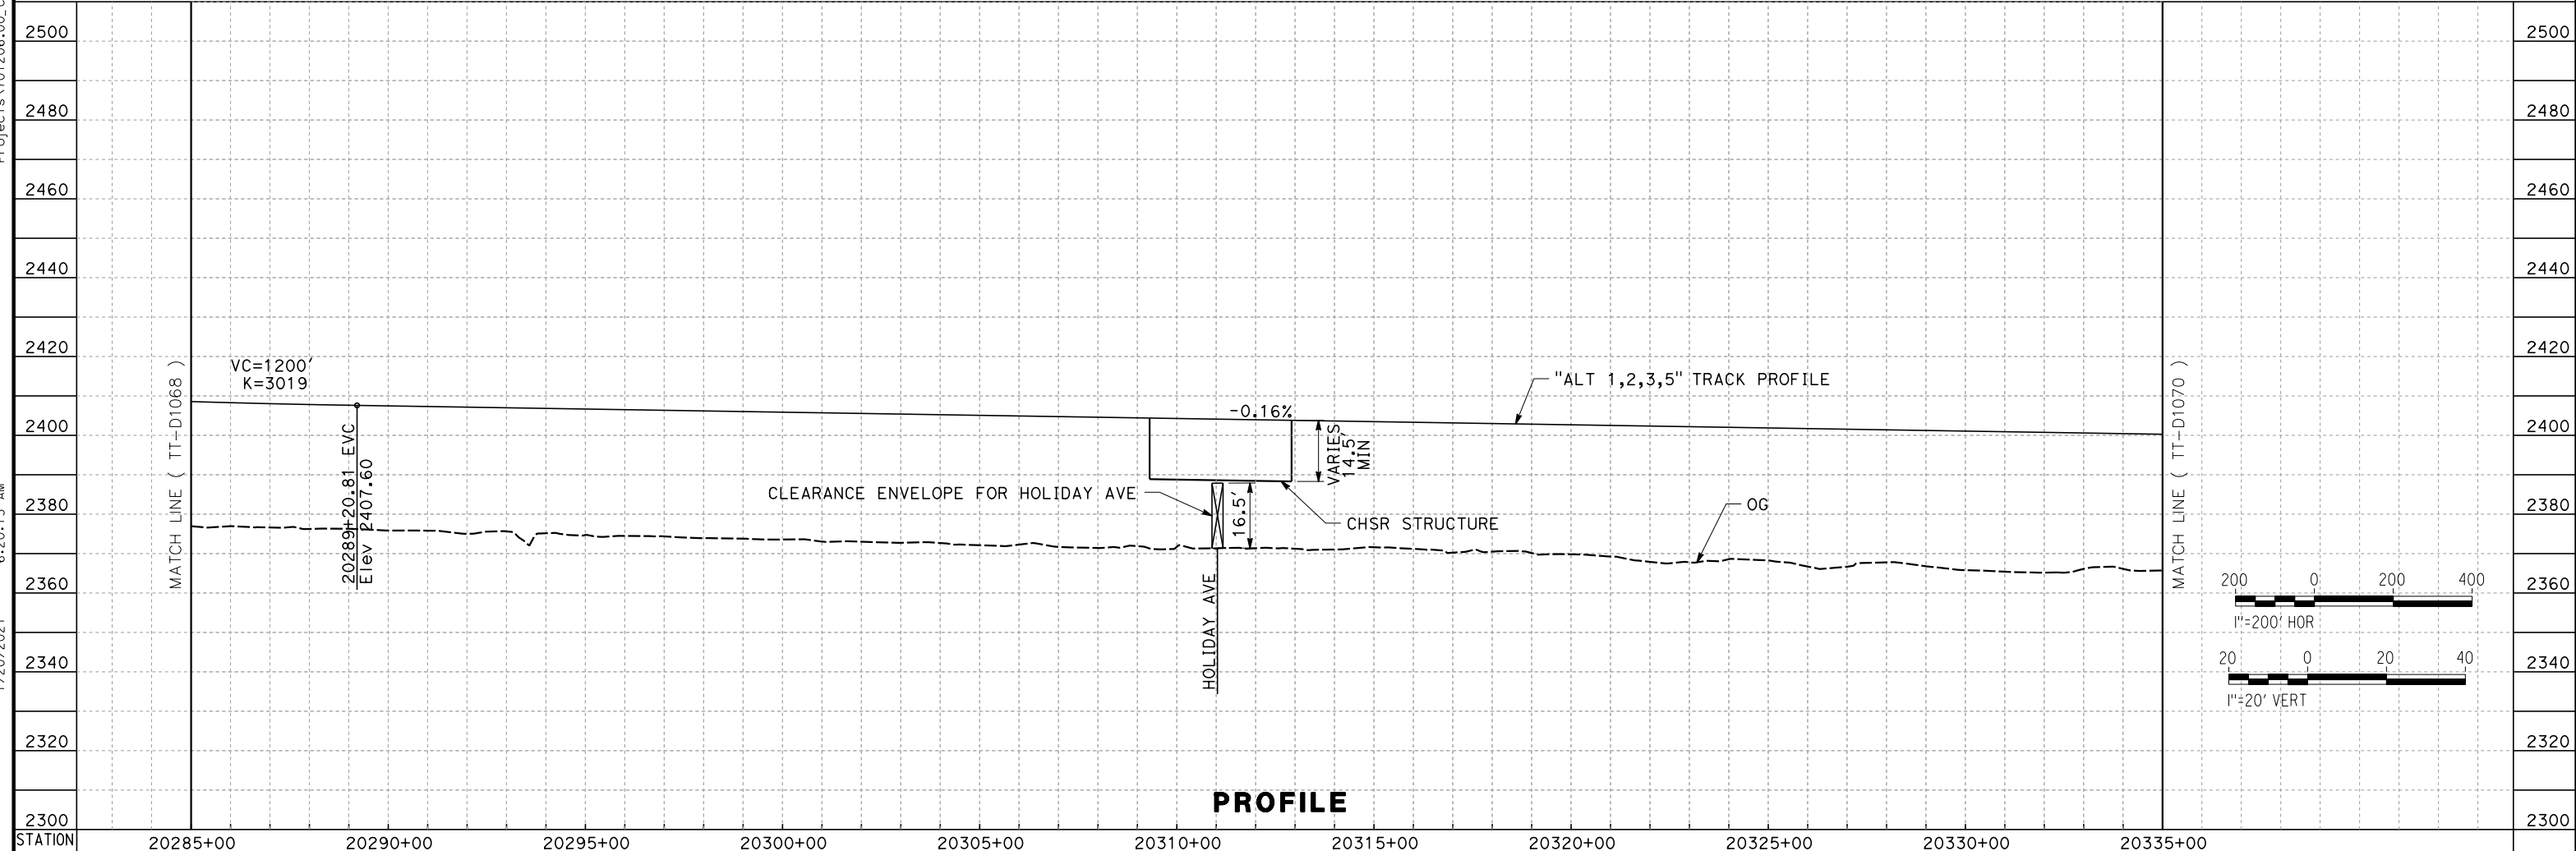 2500
2480
2460
2440
2420
2400
2380
2360
2340
2320
2300
STATION
MATCH LINE ( TT-D1068 )
VC=1200'
K=3019
20289+20.81 EVC
Elev 2407.60
CLEARANCE ENVELOPE FOR HOLIDAY AVE
HOLIDAY AVE
16.5'
-0.16%
VARIES
14.5'
MIN
CHSR STRUCTURE
"ALT 1,2,3,5" TRACK PROFILE
OG
MATCH LINE ( TT-D1070 )
200 0 200 400
1"=200' HOR
20 0 20 40
1"=20' VERT
2500
2480
2460
2440
2420
2400
2380
2360
2340
2320
2300
PROFILE
20285+00 20290+00 20295+00 20300+00 20305+00 20310+00 20315+00 20320+00 20325+00 20330+00 20335+00